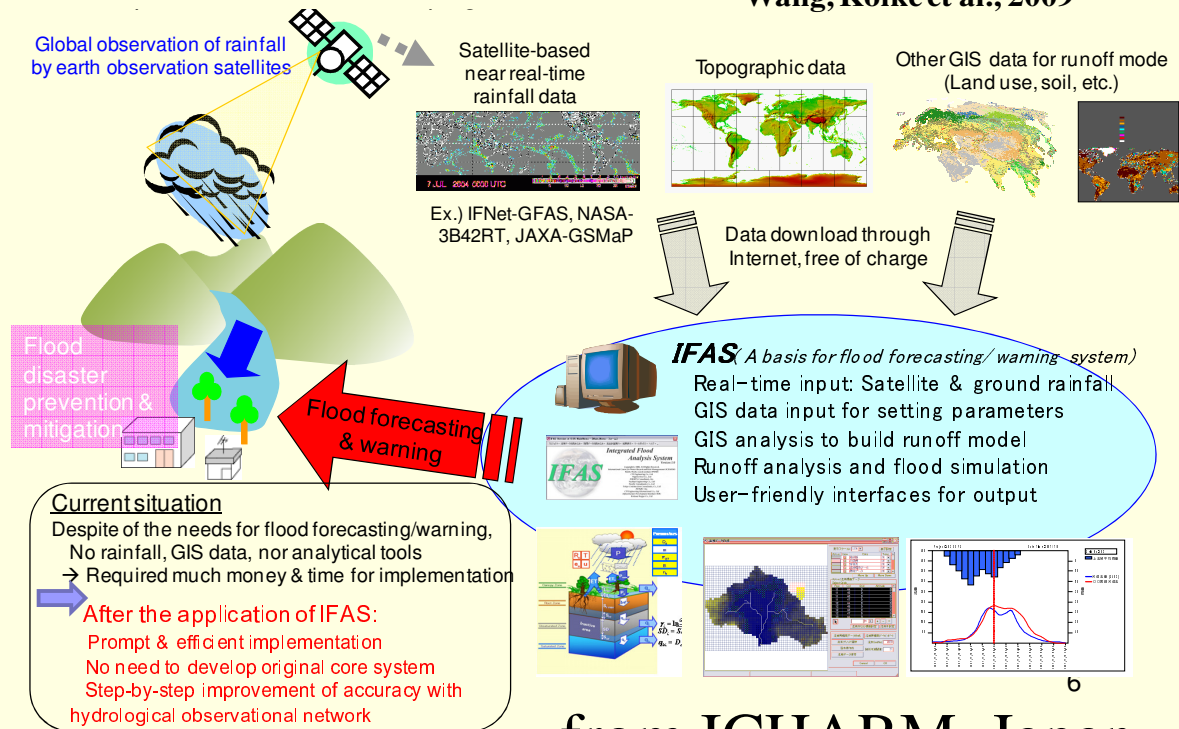 Wang, Koike et al., 2009
Global observation of rainfall
by earth observation satellites
Satellite-based
near real-time
rainfall data
Topographic data
Other GIS data for runoff mode
(Land use, soil, etc.)
7 JUL 2004 0000 UTC
Ex.) IFNet-GFAS, NASA-
3B42RT, JAXA-GSMaP
Data download through
Internet, free of charge
Flood
disaster
prevention &
mitigation
Flood forecasting
& warning
IFAS ( A basis for flood forecasting/ warning system)
Real-time input: Satellite & ground rainfall
GIS data input for setting parameters
GIS analysis to build runoff model
Runoff analysis and flood simulation
User-friendly interfaces for output
Integrated Flood
Analysis System
IFAS
Current situation
Despite of the needs for flood forecasting/warning,
No rainfall, GIS data, nor analytical tools
→ Required much money & time for implementation
After the application of IFAS:
Prompt & efficient implementation
No need to develop original core system
Step-by-step improvement of accuracy with
hydrological observational network
6
from ICHARM, Japan